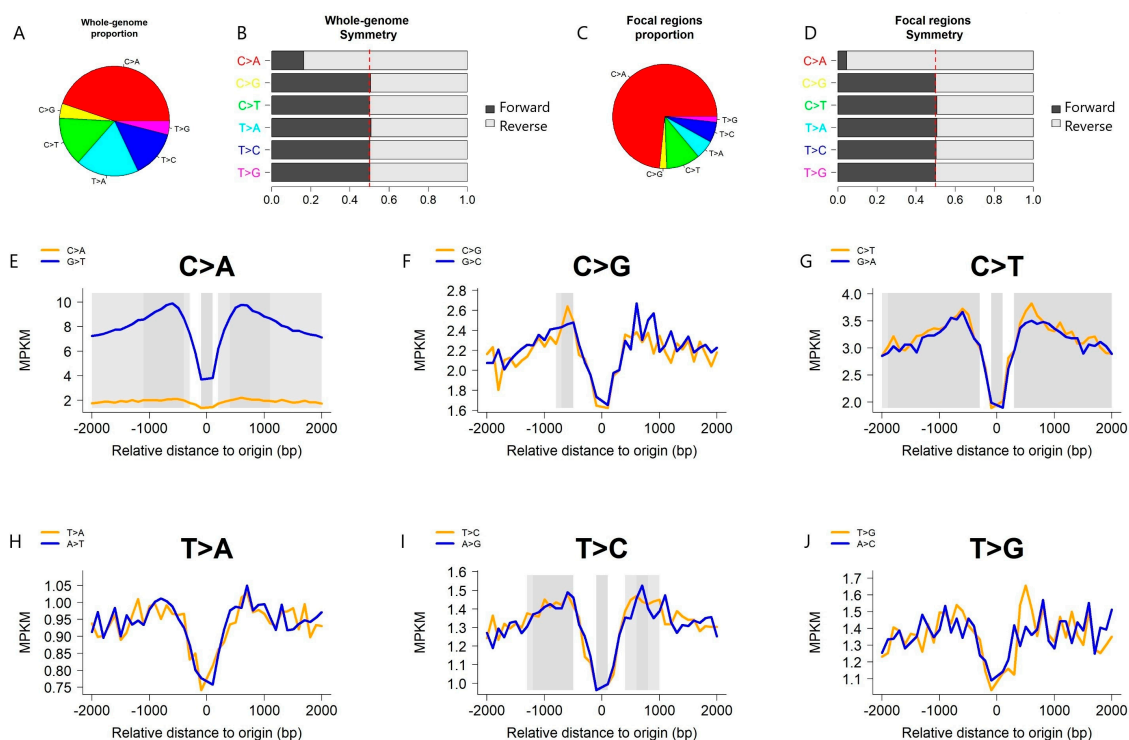 A
Whole-genome
proportion
C>A
C>G
C>T
T>A
T>C
T>G
B
Whole-genome
Symmetry
C>A
C>G
C>T
T>A
T>C
T>G
0.0 0.2 0.4 0.6 0.8 1.0
Forward
Reverse
C
Focal regions
proportion
C>A
T>G
T>C
T>A
C>T
C>G
D
Focal regions
Symmetry
C>A
C>G
C>T
T>A
T>C
T>G
0.0 0.2 0.4 0.6 0.8 1.0
Forward
Reverse
E
C>A
G>T
C>A
MPKM
10
8
6
4
2
-2000 -1000 0 1000 2000
Relative distance to origin (bp)
F
C>G
G>C
C>G
MPKM
2.8
2.6
2.4
2.2
2.0
1.8
1.6
-2000 -1000 0 1000 2000
Relative distance to origin (bp)
G
C>T
G>A
C>T
MPKM
4.0
3.5
3.0
2.5
2.0
-2000 -1000 0 1000 2000
Relative distance to origin (bp)
H
T>A
A>T
T>A
MPKM
1.05
1.00
0.95
0.90
0.85
0.80
0.75
-2000 -1000 0 1000 2000
Relative distance to origin (bp)
I
T>C
A>G
T>C
MPKM
1.6
1.5
1.4
1.3
1.2
1.1
1.0
-2000 -1000 0 1000 2000
Relative distance to origin (bp)
J
T>G
A>C
T>G
MPKM
1.7
1.6
1.5
1.4
1.3
1.2
1.1
-2000 -1000 0 1000 2000
Relative distance to origin (bp)